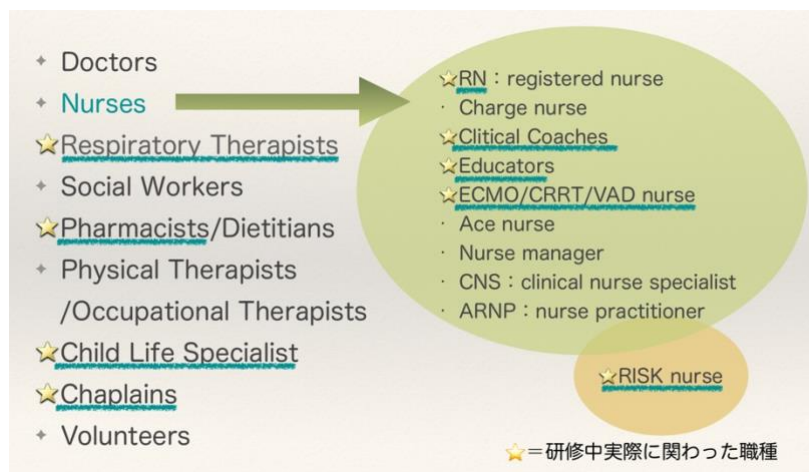 Doctors
Nurses
Respiratory Therapists
Social Workers
Pharmacists/Dietitians
Physical Therapists
/Occupational Therapists
Child Life Specialist
Chaplains
Volunteers
RN：registered nurse
Charge nurse
Clitical Coaches
Educators
ECMO/CRRT/VAD nurse
Ace nurse
Nurse manager
CNS：clinical nurse specialist
ARNP：nurse practitioner
RISK nurse
⭐＝研修中実際に関わった職種